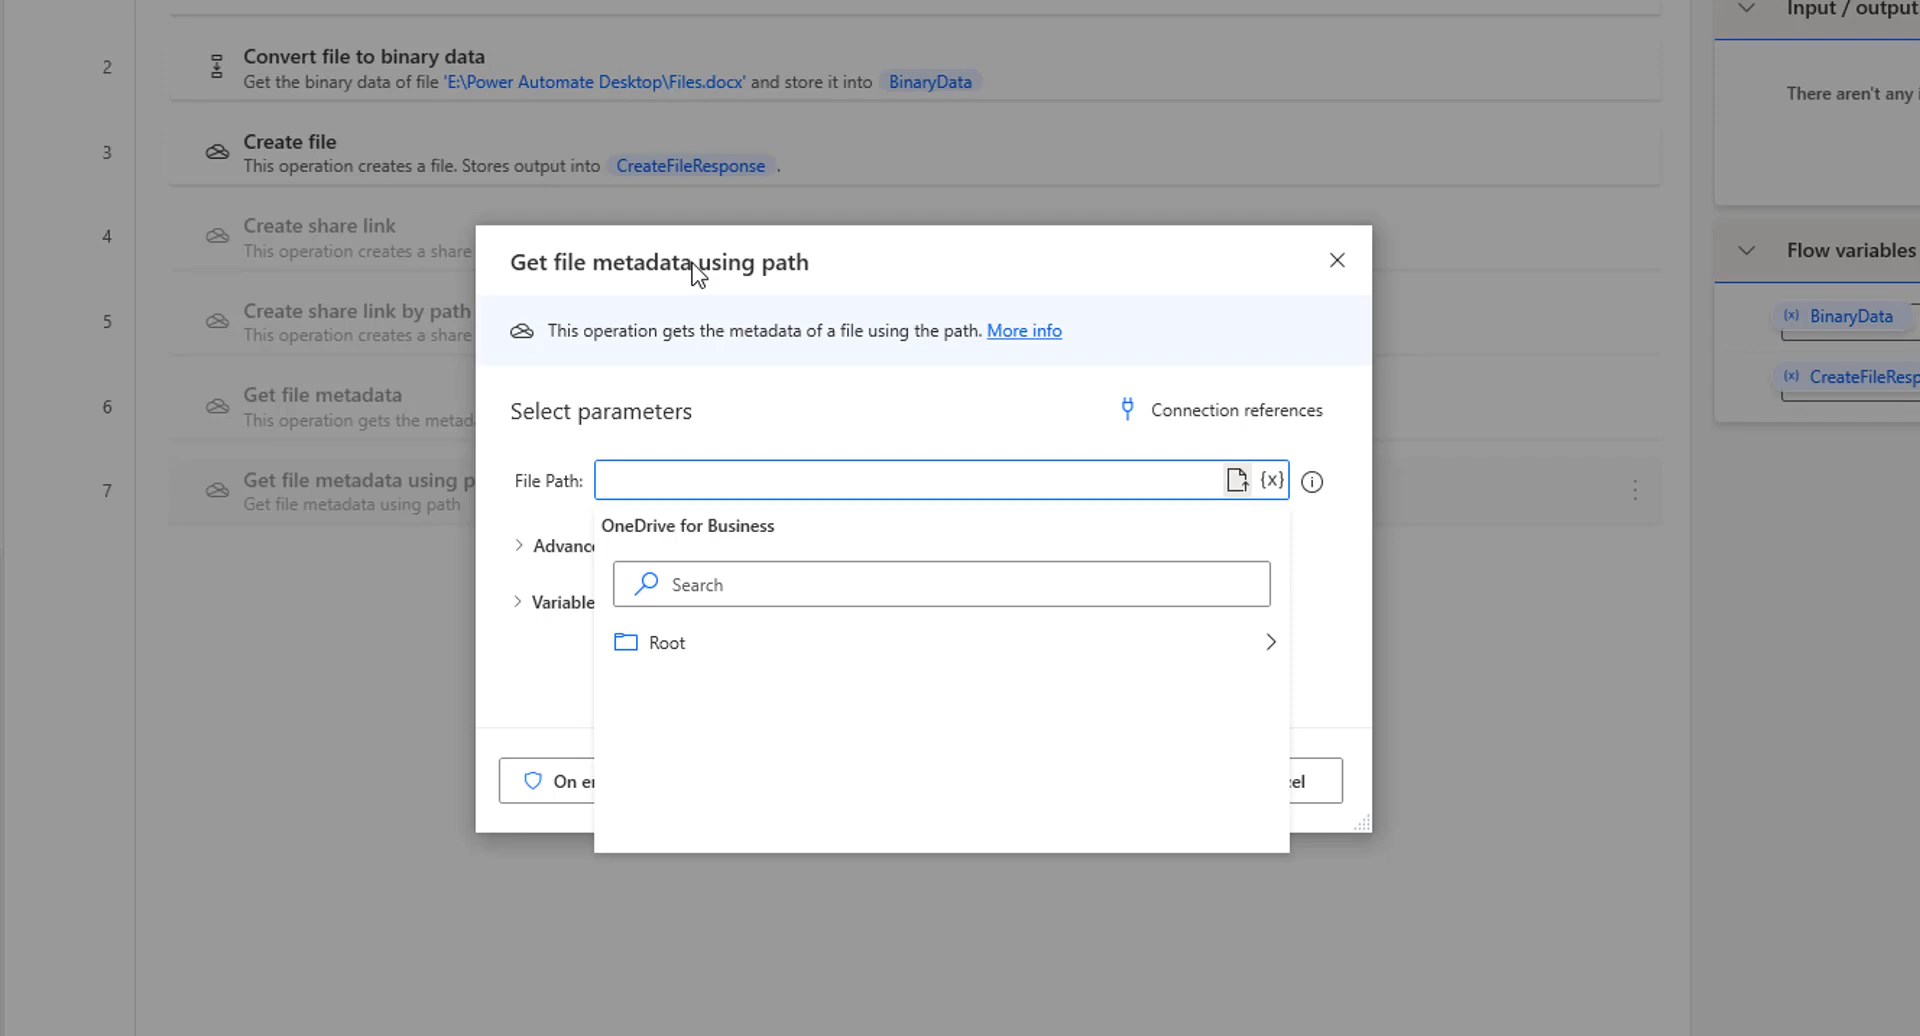 Input / output
2
Convert file to binary data
Get the binary data of file 'E:\Power Automate Desktop\Files.docx' and store it into BinaryData
There aren't any
3
Create file
This operation creates a file. Stores output into CreateFileResponse .
4
Create share link
This operation creates a share
Get file metadata using path
Flow variables
This operation gets the metadata of a file using the path. More info
5
Create share link by path
This operation creates a share
{x} BinaryData
{x} CreateFileResp
6
Get file metadata
This operation gets the metad
Select parameters
Connection references
7
Get file metadata using p
Get file metadata using path
File Path:
{x}
OneDrive for Business
Advanc
Search
Variable
Root
On er
el